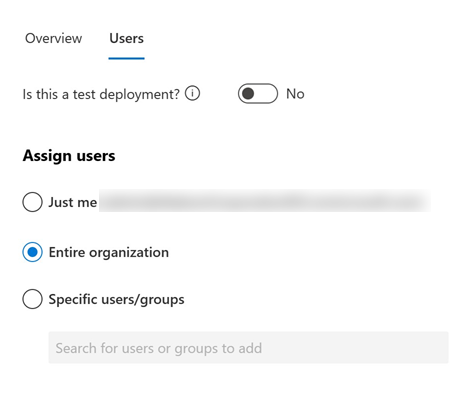 Overview Users
Is this a test deployment? No
Assign users
Just me
Entire organization
Specific users/groups
Search for users or groups to add